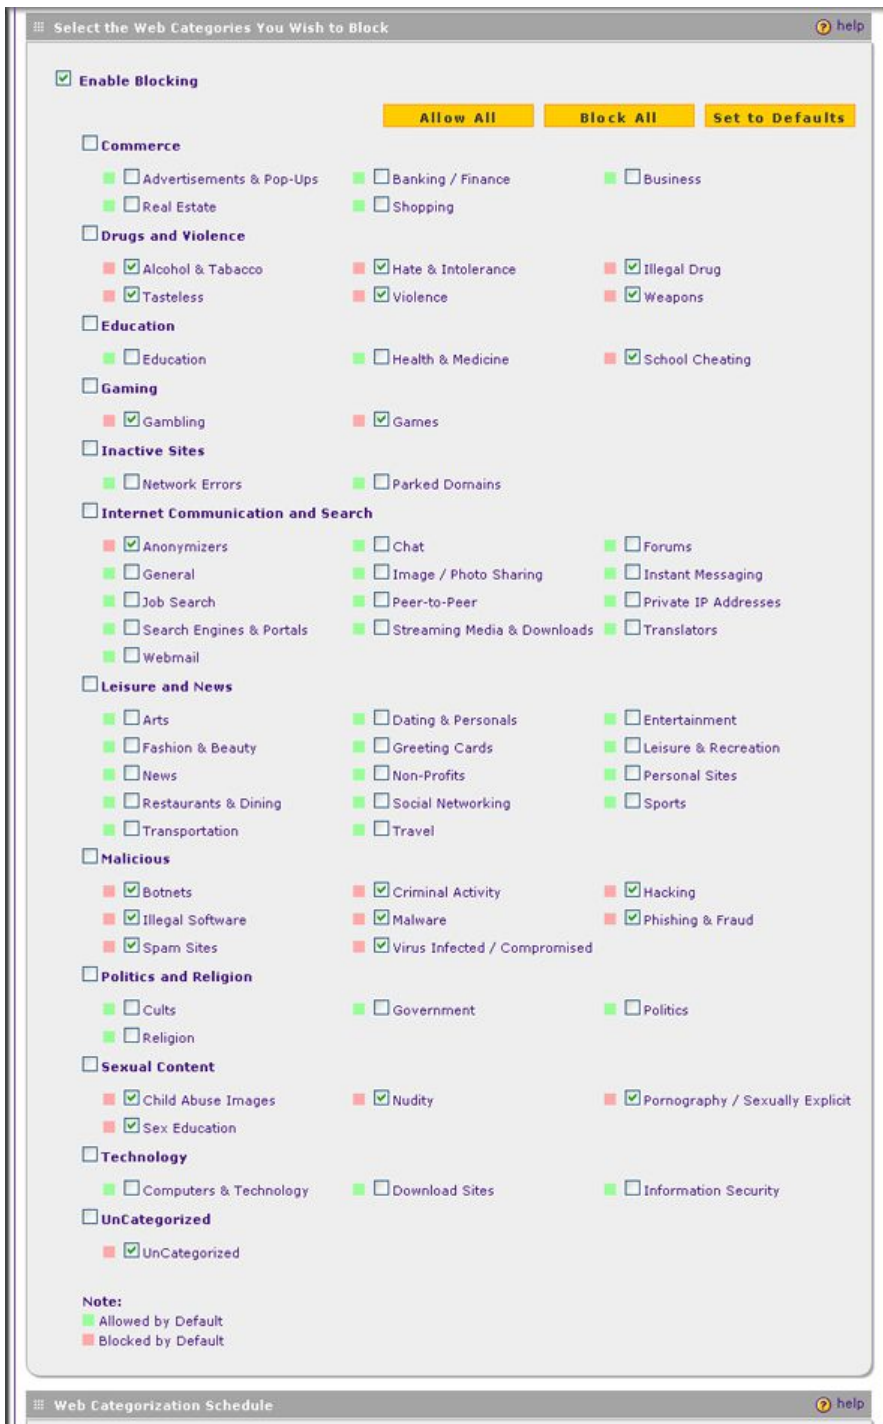 Select the Web Categories You Wish to Block help
Enable Blocking
Allow All Block All Set to Defaults
Commerce
Advertisements & Pop-Ups Banking / Finance Business
Real Estate Shopping
Drugs and Violence
Alcohol & Tabacco Hate & Intolerance Illegal Drug
Tasteless Violence Weapons
Education
Education Health & Medicine School Cheating
Gaming
Gambling Games
Inactive Sites
Network Errors Parked Domains
Internet Communication and Search
Anonymizers Chat Forums
General Image / Photo Sharing Instant Messaging
Job Search Peer-to-Peer Private IP Addresses
Search Engines & Portals Streaming Media & Downloads Translators
Webmail
Leisure and News
Arts Dating & Personals Entertainment
Fashion & Beauty Greeting Cards Leisure & Recreation
News Non-Profits Personal Sites
Restaurants & Dining Social Networking Sports
Transportation Travel
Malicious
Botnets Criminal Activity Hacking
Illegal Software Malware Phishing & Fraud
Spam Sites Virus Infected / Compromised
Politics and Religion
Cults Government Politics
Religion
Sexual Content
Child Abuse Images Nudity Pornography / Sexually Explicit
Sex Education
Technology
Computers & Technology Download Sites Information Security
UnCategorized
UnCategorized
Note:
Allowed by Default
Blocked by Default
Web Categorization Schedule help